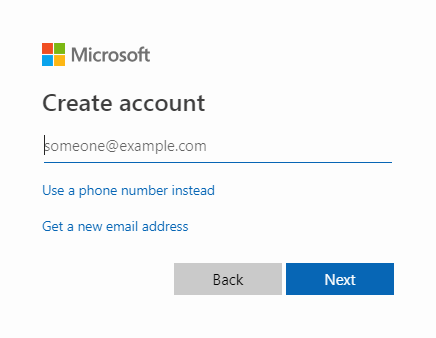 Microsoft
Create account
someone@example.com
Use a phone number instead
Get a new email address
Back
Next